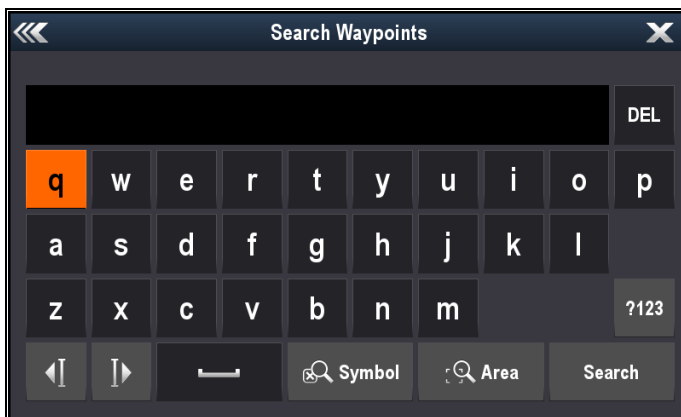 Search Waypoints
DEL
q w e r t y u i o p
a s d f g h j k l
z x c v b n m ?123
Symbol Area Search